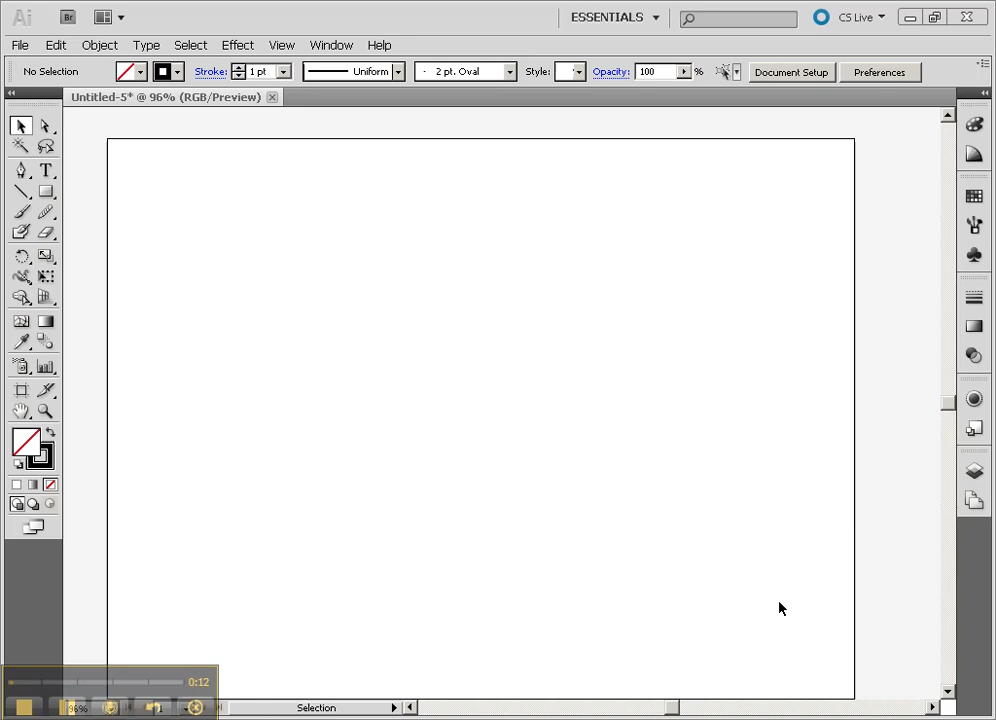 Ai Br ESSENTIALS CS Live
File Edit Object Type Select Effect View Window Help
No Selection Stroke: 1 pt Uniform 2 pt. Oval Style: Opacity: 100 % Document Setup Preferences
Untitled-5* @ 96% (RGB/Preview)
T
0:12
96% 1 Selection